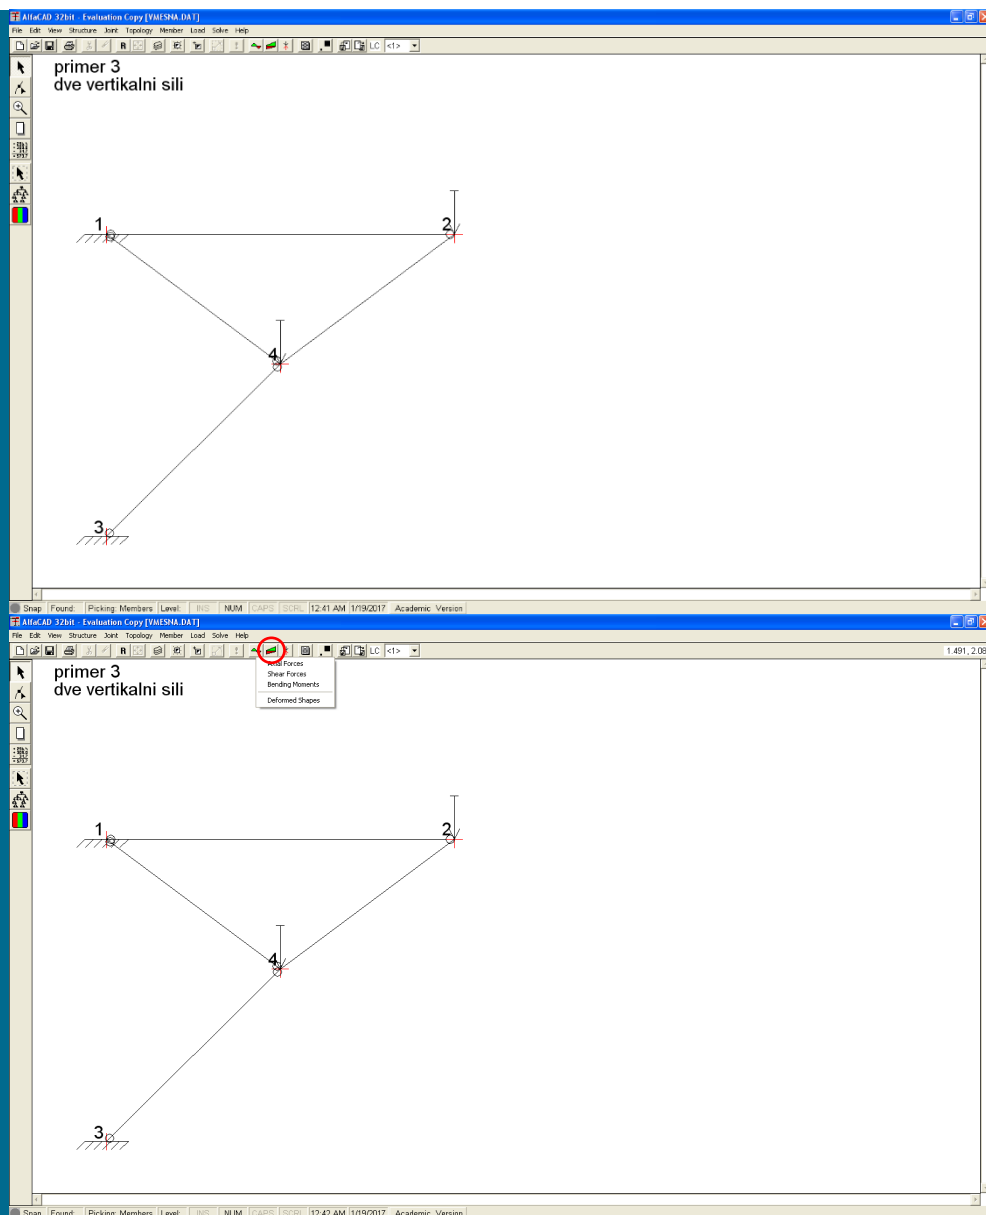 AlfaCAD 32bit - Evaluation Copy [VMESNA.DAT]
File Edit View Structure Joint Topology Member Load Solve Help
R LC <1>
primer 3
dve vertikalni sili
1
2
4
3
Snap Found: Picking: Members Level: INS NUM CAPS SCRL 12:41 AM 1/19/2017 Academic Version
AlfaCAD 32bit - Evaluation Copy [VMESNA.DAT]
File Edit View Structure Joint Topology Member Load Solve Help
R LC <1> 1.491, 2.08
Axial Forces
Shear Forces
Bending Moments
Deformed Shapes
primer 3
dve vertikalni sili
1
2
4
3
Snap Found: Picking: Members Level: INS NUM CAPS SCRL 12:42 AM 1/19/2017 Academic Version